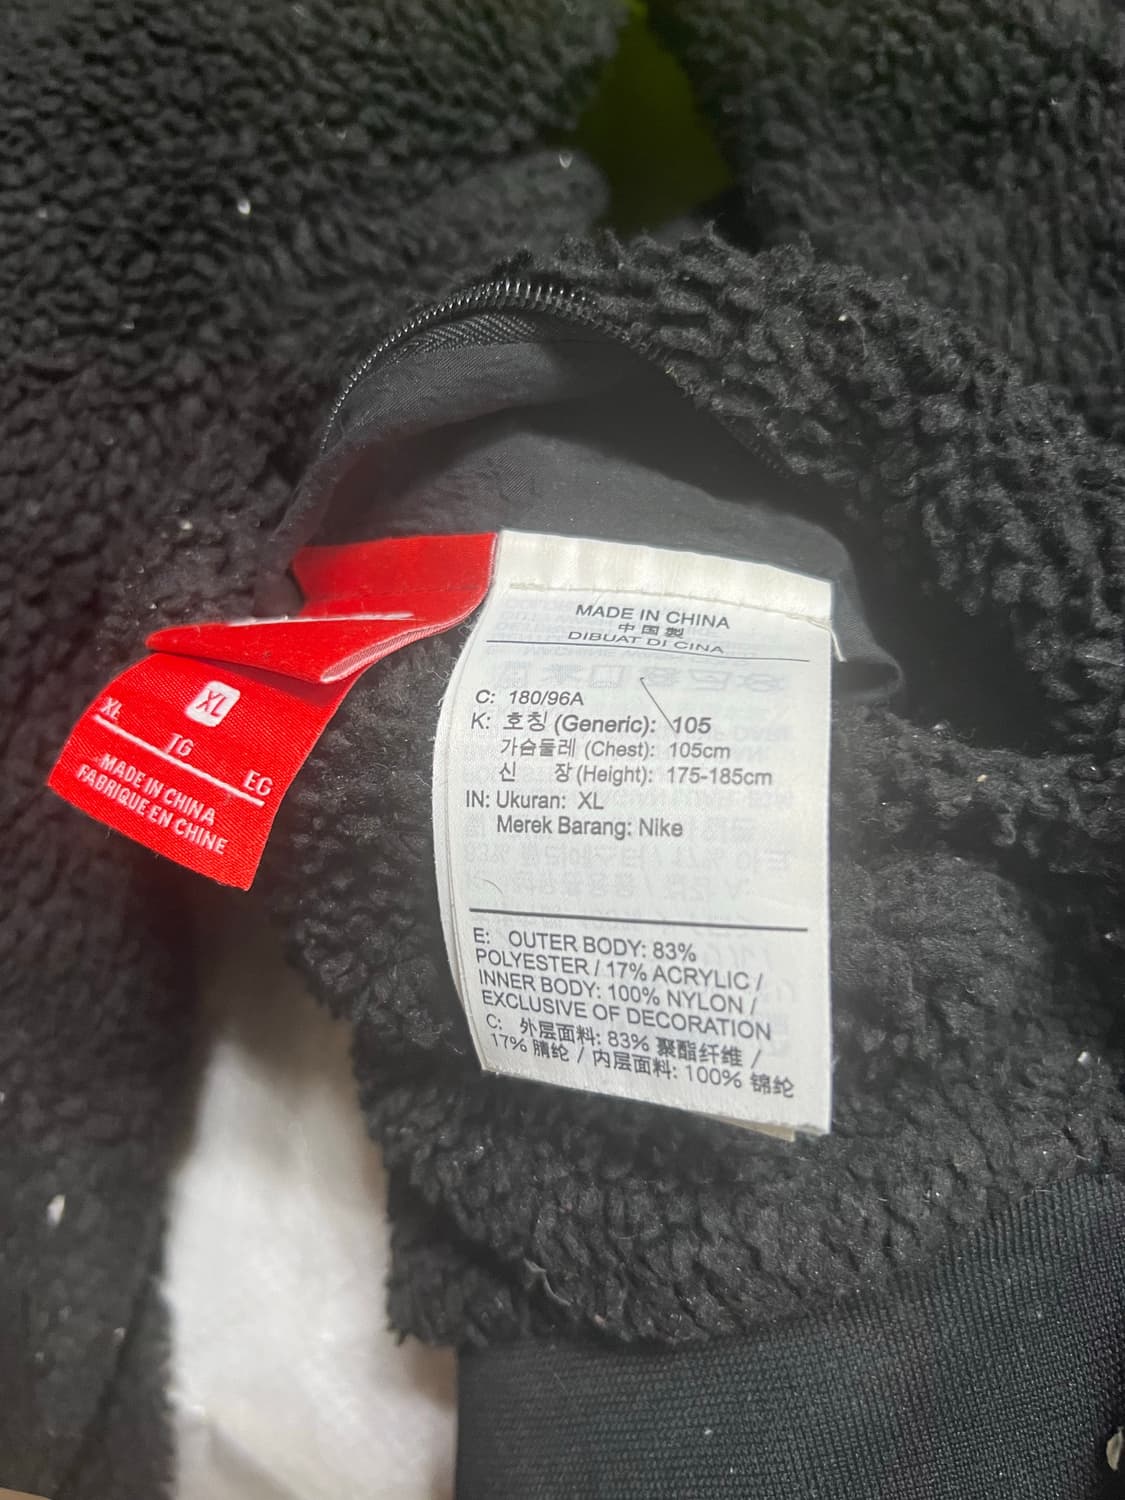 XL
XL
TG
EG
MADE IN CHINA
FABRIQUE EN CHINE
MADE IN CHINA
中国製
DIBUAT DI CINA
C: 180/96A
K: 호칭 (Generic): 105
가슴둘레 (Chest): 105cm
신 장 (Height): 175-185cm
IN: Ukuran: XL
Merek Barang: Nike
E: OUTER BODY: 83%
POLYESTER / 17% ACRYLIC /
INNER BODY: 100% NYLON /
EXCLUSIVE OF DECORATION
C: 外层面料: 83% 聚酯纤维 /
17% 腈纶 / 内层面料: 100% 锦纶